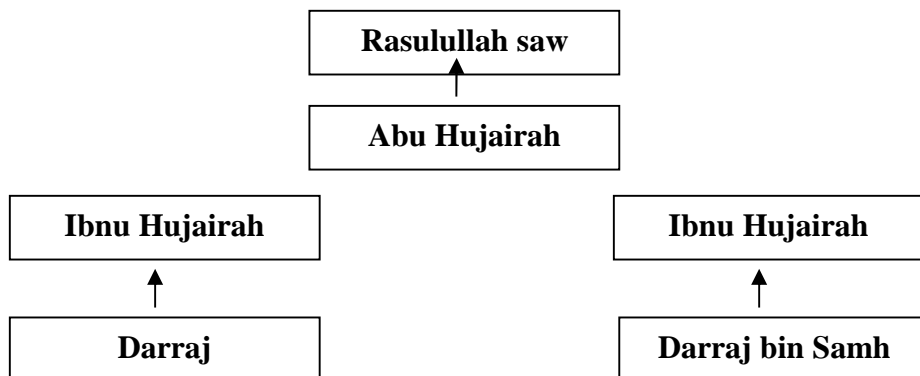 Rasulullah saw
Abu Hujairah
Ibnu Hujairah
Ibnu Hujairah
Darraj
Darraj bin Samh